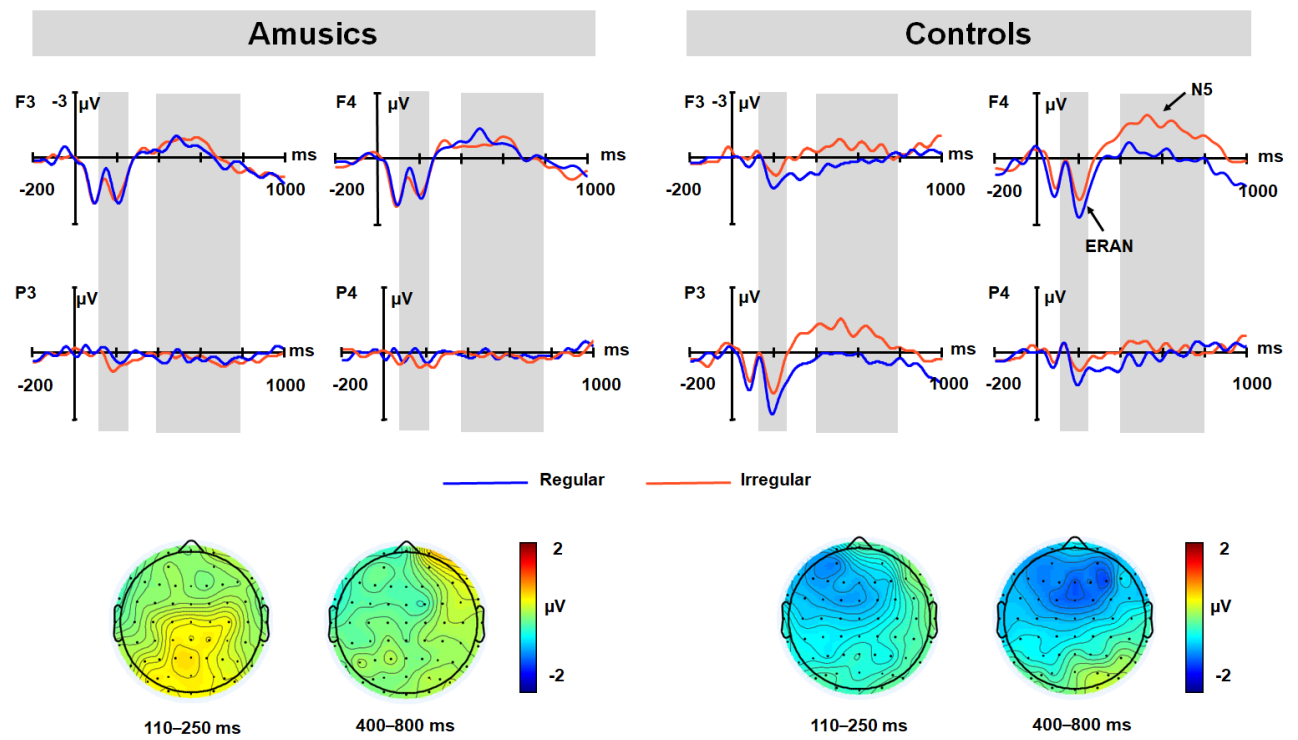 Amusics
Controls
F3 -3 µV
ms
-200
1000
F4
µV
ms
-200
1000
F3 -3 µV
ms
-200
1000
F4
µV
N5
ERAN
ms
-200
1000
P3
µV
ms
-200
1000
P4
µV
-200
1000
P3
µV
ms
-200
1000
P4
µV
ms
-200
1000
Regular
Irregular
2
µV
-2
2
µV
-2
110–250 ms
400–800 ms
110–250 ms
400–800 ms